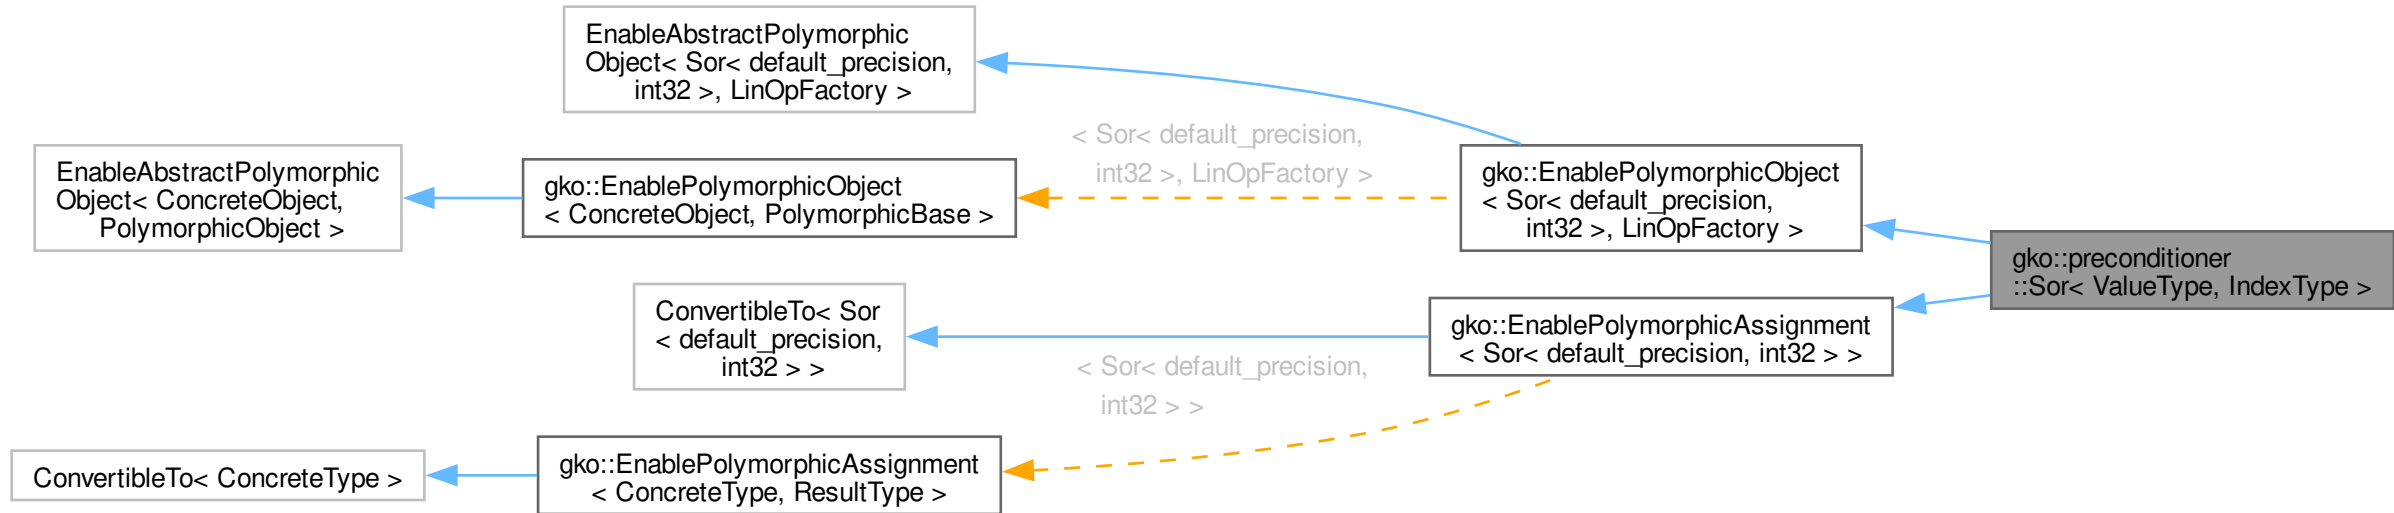 EnableAbstractPolymorphic
Object< Sor< default_precision,
int32 >, LinOpFactory >
EnableAbstractPolymorphic
Object< ConcreteObject,
PolymorphicObject >
gko::EnablePolymorphicObject
< ConcreteObject, PolymorphicBase >
< Sor< default_precision,
int32 >, LinOpFactory >
gko::EnablePolymorphicObject
< Sor< default_precision,
int32 >, LinOpFactory >
gko::preconditioner
::Sor< ValueType, IndexType >
ConvertibleTo< Sor
< default_precision,
int32 > >
gko::EnablePolymorphicAssignment
< Sor< default_precision, int32 > >
< Sor< default_precision,
int32 > >
ConvertibleTo< ConcreteType >
gko::EnablePolymorphicAssignment
< ConcreteType, ResultType >